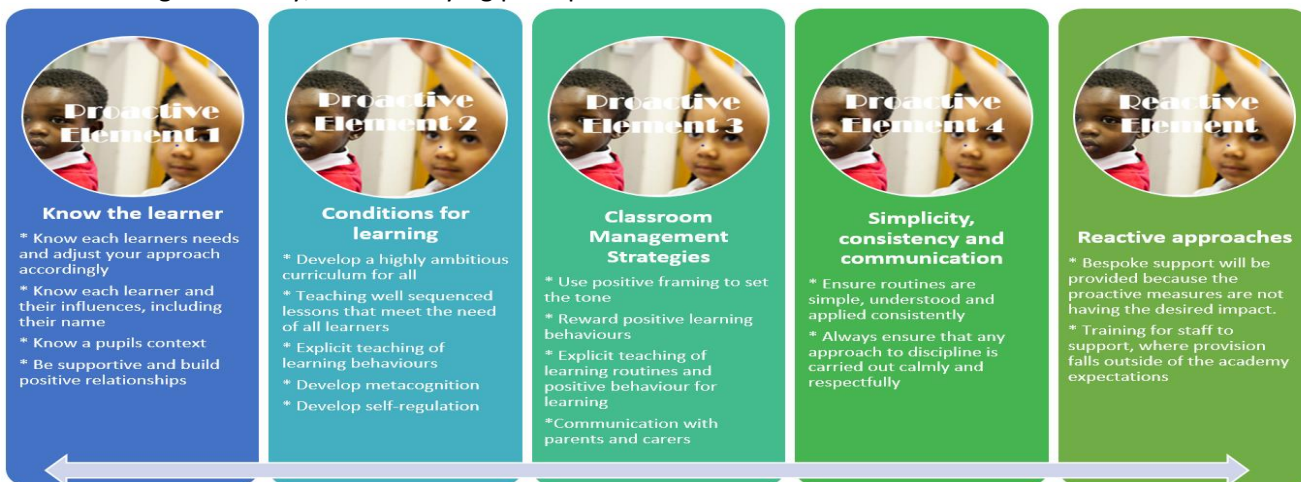 Proactive
Element 1
Know the learner
* Know each learners needs
and adjust your approach
accordingly
* Know each learner and
their influences, including
their name
* Know a pupils context
* Be supportive and build
positive relationships
Proactive
Element 2
Conditions for
learning
* Develop a highly ambitious
curriculum for all
* Teaching well sequenced
lessons that meet the need
of all learners
* Explicit teaching of
learning behaviours
* Develop metacognition
* Develop self-regulation
Proactive
Element 3
Classroom
Management
Strategies
* Use positive framing to set
the tone
* Reward positive learning
behaviours
* Explicit teaching of
learning routines and
positive behaviour for
learning
*Communication with
parents and carers
Proactive
Element 4
Simplicity,
consistency and
communication
* Ensure routines are
simple, understood and
applied consistently
* Always ensure that any
approach to discipline is
carried out calmly and
respectfully
Reactive
Element
Reactive approaches
* Bespoke support will be
provided because the
proactive measures are not
having the desired impact.
* Training for staff to
support, where provision
falls outside of the academy
expectations